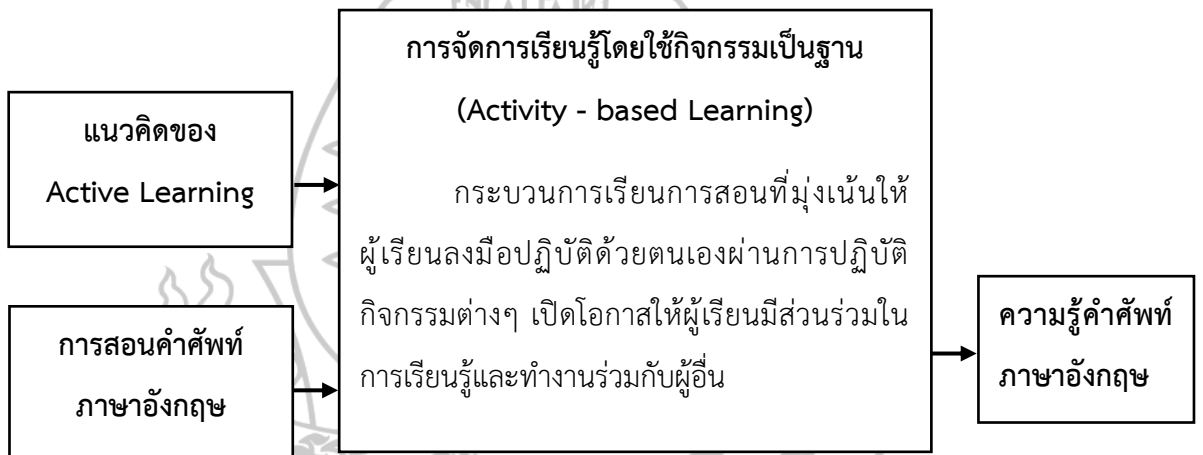 แนวคิดของ
Active Learning
การสอนคำศัพท์
ภาษาอังกฤษ
การจัดการเรียนรู้โดยใช้กิจกรรมเป็นฐาน
(Activity - based Learning)
กระบวนการเรียนการสอนที่มุ่งเน้นให้
ผู้เรียนลงมือปฏิบัติด้วยตนเองผ่านการปฏิบัติ
กิจกรรมต่างๆ เปิดโอกาสให้ผู้เรียนมีส่วนร่วมใน
การเรียนรู้และทำงานร่วมกับผู้อื่น
ความรู้คำศัพท์
ภาษาอังกฤษ